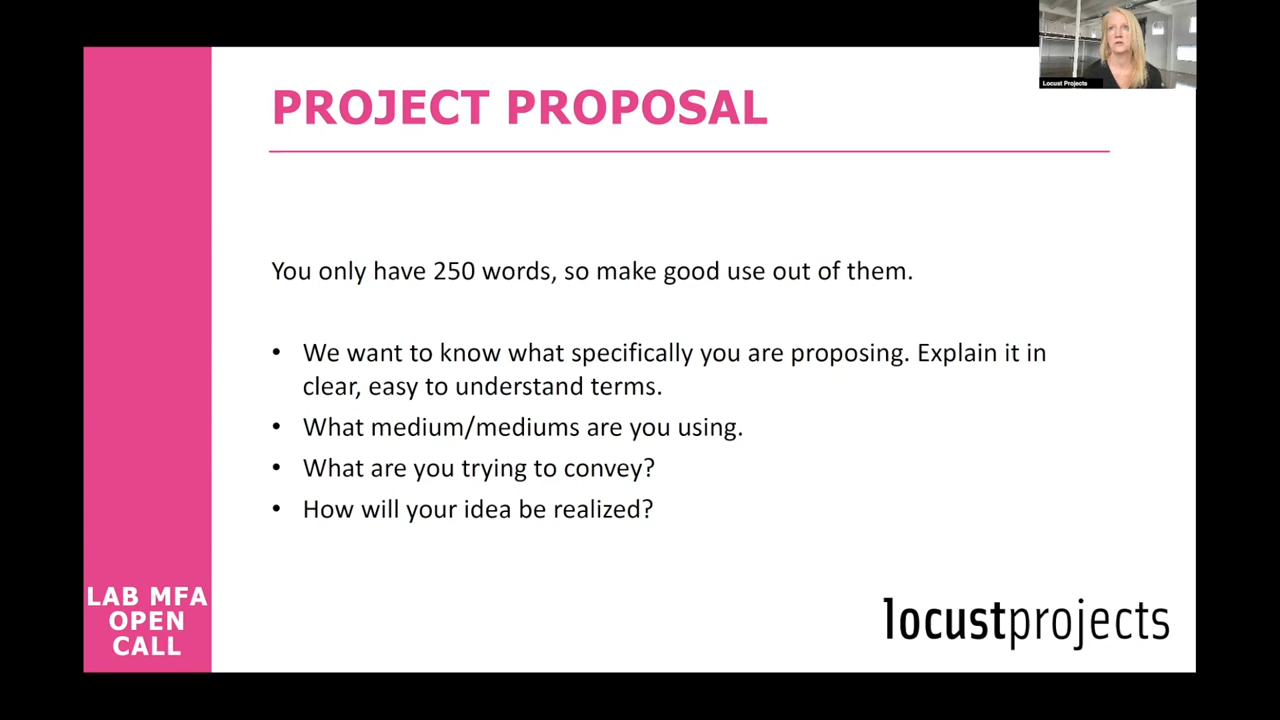 Locust Projects
PROJECT PROPOSAL
You only have 250 words, so make good use out of them.
• We want to know what specifically you are proposing. Explain it in
clear, easy to understand terms.
• What medium/mediums are you using.
• What are you trying to convey?
• How will your idea be realized?
LAB MFA
OPEN
CALL
locustprojects